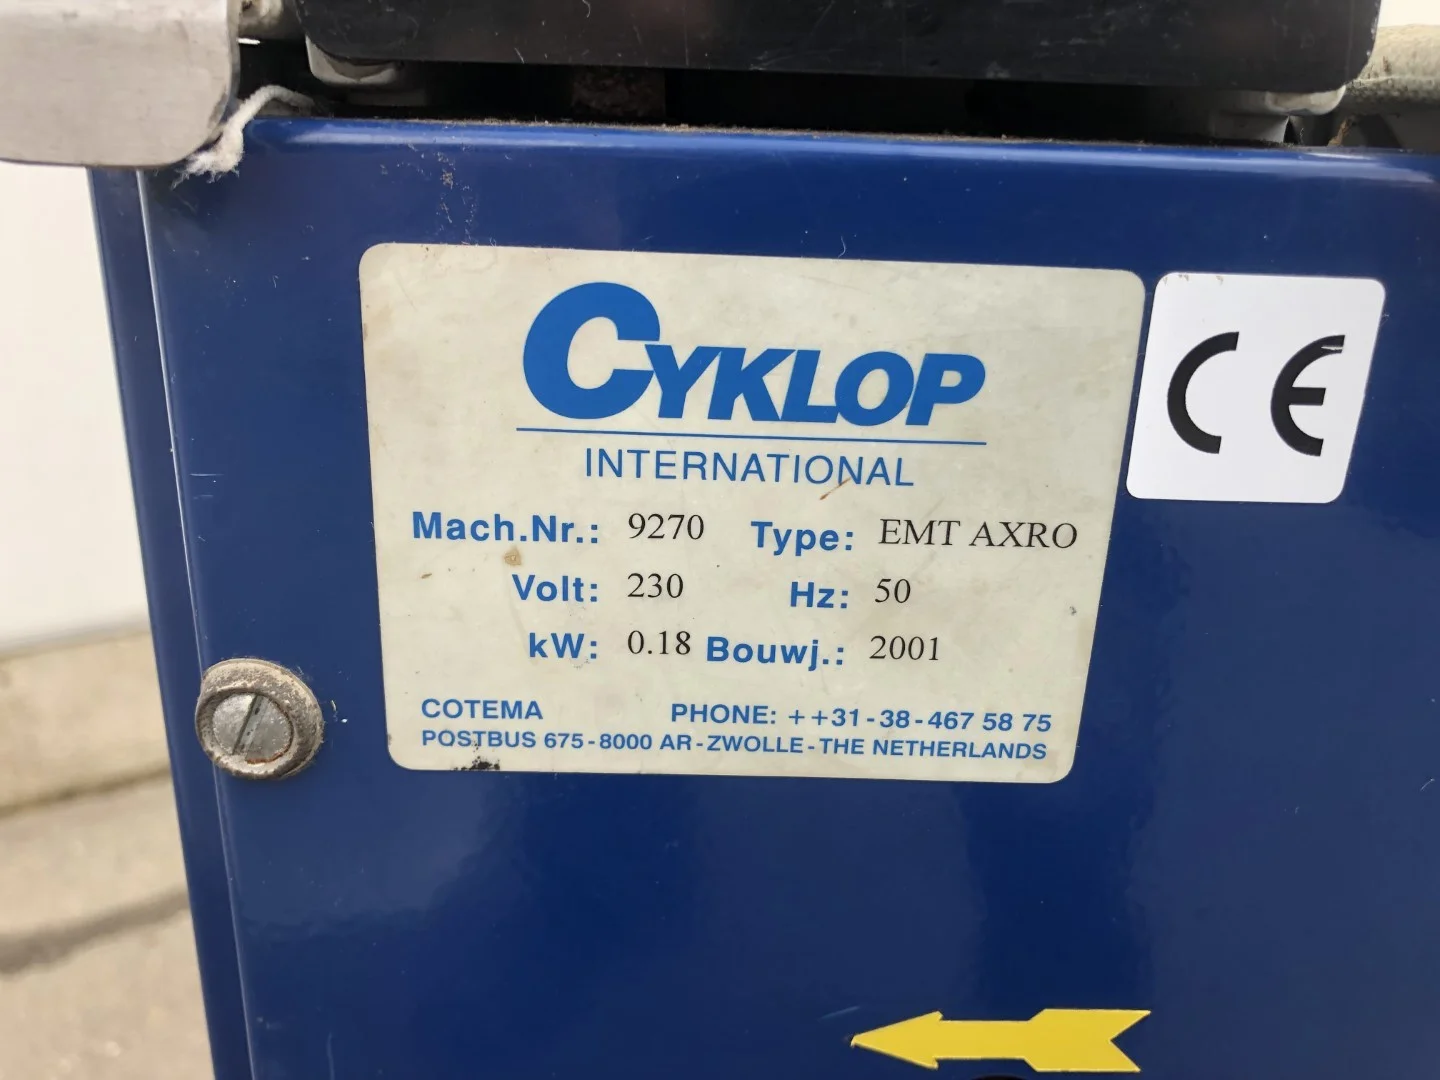 CYKLOP
INTERNATIONAL
Mach.Nr.: 9270 Type: EMT AXRO
Volt: 230 Hz: 50
kW: 0.18 Bouwj.: 2001
COTEMA PHONE: ++31-38-467 58 75
POSTBUS 675-8000 AR-ZWOLLE-THE NETHERLANDS
CE